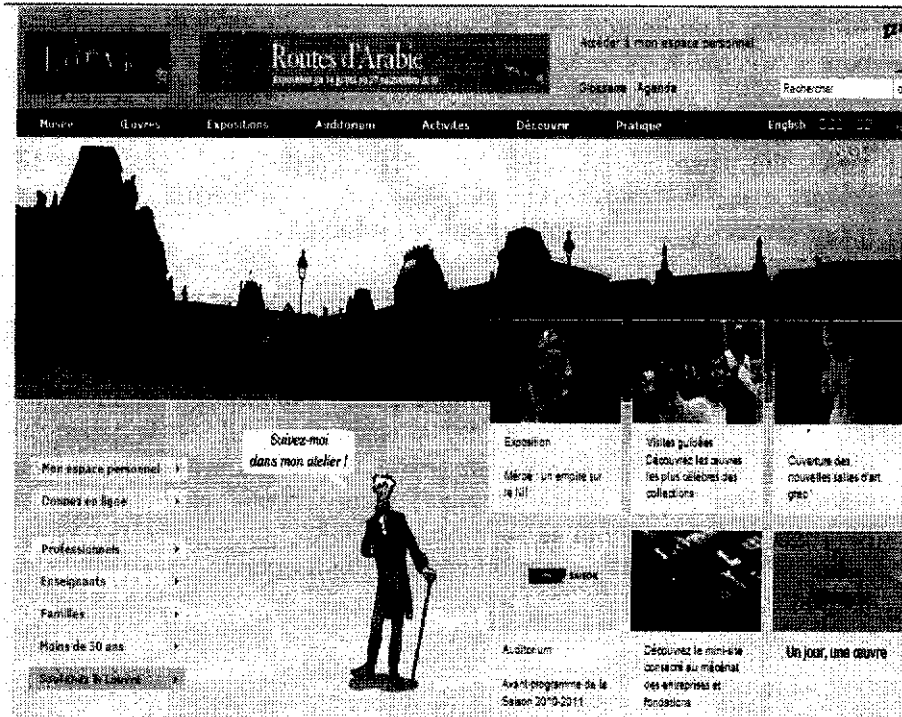 Routes d'Arabie
Accéder à mon espace personnel
Glossaire Agenda
Rechercher
Musée Œuvres Expositions Auditorium Activités Découvrir Pratique English
Mon espace personnel
Donnez en ligne
Professionnels
Enseignants
Familles
Moins de 30 ans
Soutenez le Louvre
Suivez-moi
dans mon atelier !
Exposition
un empire sur
le Nil
Visites guidées
Découvrez les œuvres
les plus célèbres des
collections
Ouverture des
nouvelles salles d'art
SAISON
Auditorium
Avant-programme de la
Saison 2010-2011
Découvrez le mini-site
consacré au mécénat
des entreprises et
fondations
Un jour, une œuvre